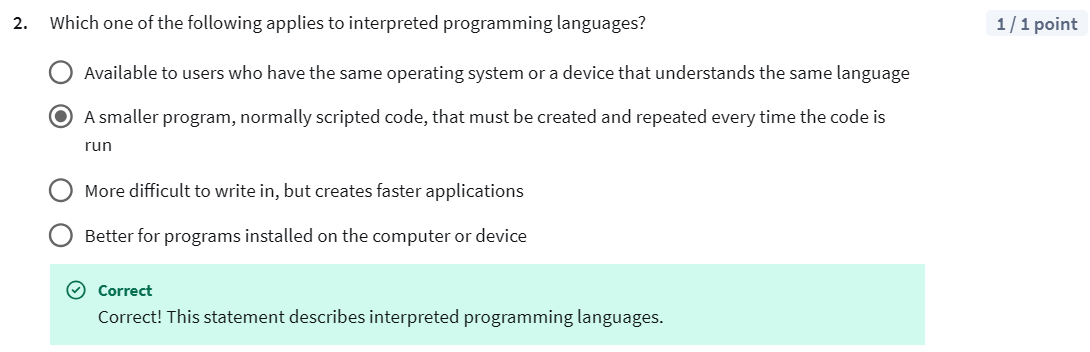 2. Which one of the following applies to interpreted programming languages?
1 / 1 point
Available to users who have the same operating system or a device that understands the same language
A smaller program, normally scripted code, that must be created and repeated every time the code is
run
More difficult to write in, but creates faster applications
Better for programs installed on the computer or device
Correct
Correct! This statement describes interpreted programming languages.